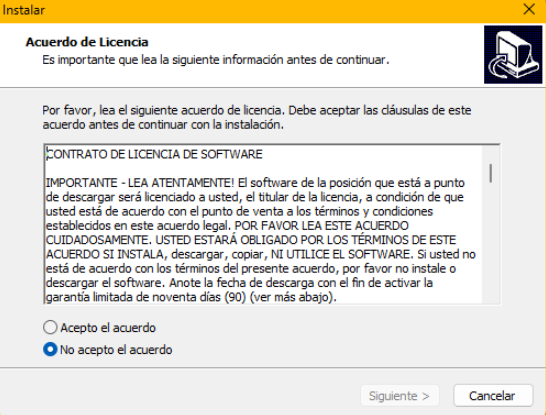 Instalar
Acuerdo de Licencia
Es importante que lea la siguiente información antes de continuar.
Por favor, lea el siguiente acuerdo de licencia. Debe aceptar las cláusulas de este
acuerdo antes de continuar con la instalación.
CONTRATO DE LICENCIA DE SOFTWARE
IMPORTANTE - LEA ATENTAMENTE! El software de la posición que está a punto
de descargar será licenciado a usted, el titular de la licencia, a condición de que
usted está de acuerdo con el punto de venta a los términos y condiciones
establecidos en este acuerdo legal. POR FAVOR LEA ESTE ACUERDO
CUIDADOSAMENTE. USTED ESTARÁ OBLIGADO POR LOS TÉRMINOS DE ESTE
ACUERDO SI INSTALA, descargar, copiar, NI UTILICE EL SOFTWARE. Si usted no
está de acuerdo con los términos del presente acuerdo, por favor no instale o
descargar el software. Anote la fecha de descarga con el fin de activar la
garantía limitada de noventa días (90) (ver más abajo).
Acepto el acuerdo
No acepto el acuerdo
Siguiente >
Cancelar